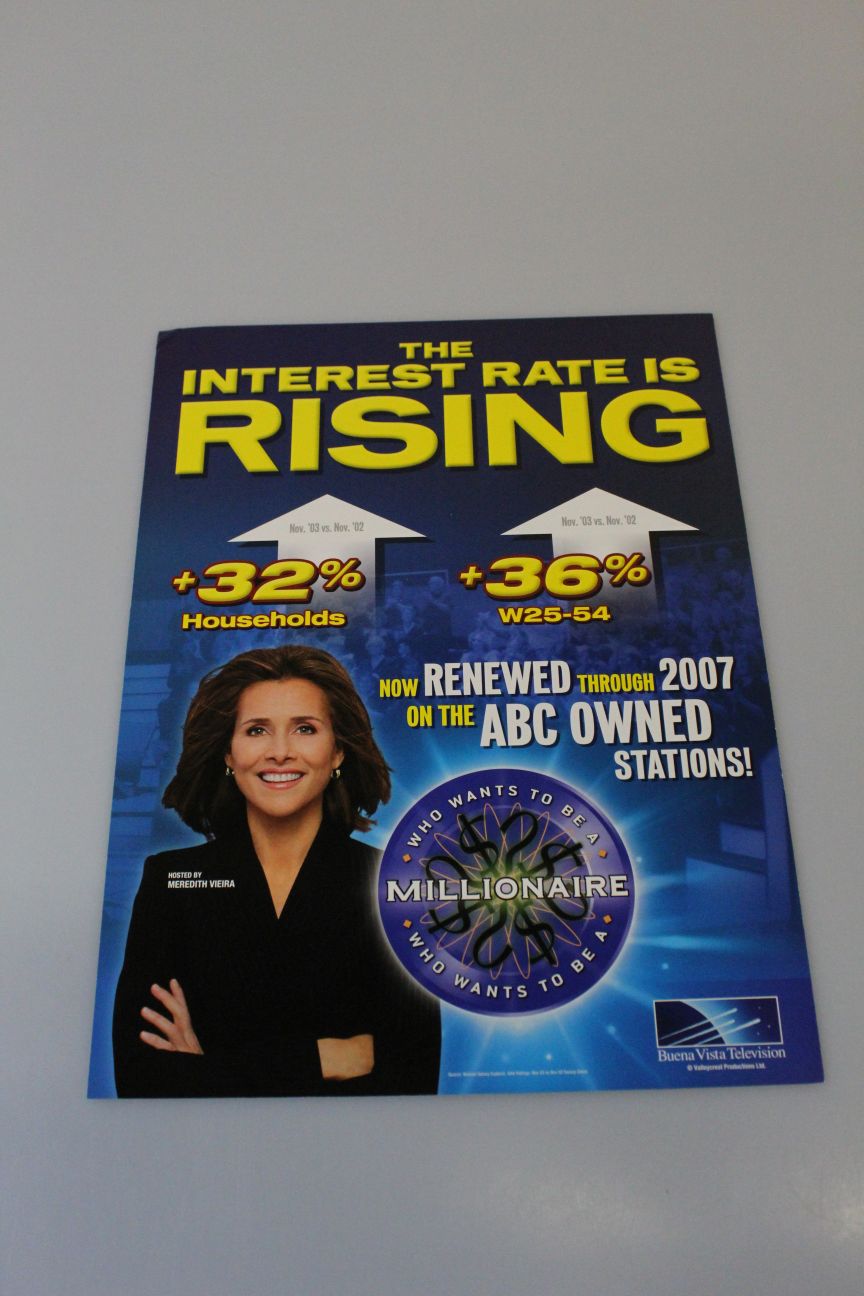 THE
INTEREST RATE IS
RISING
Nov. '03 vs. Nov. '02
+32%
Households
Nov. '03 vs. Nov. '02
+36%
W25-54
NOW RENEWED THROUGH 2007
ON THE ABC OWNED
STATIONS!
HOSTED BY
MEREDITH VIEIRA
WHO WANTS TO BE A
MILLIONAIRE
WHO WANTS TO BE A
Buena Vista Television
© Valleycrest Productions Ltd.